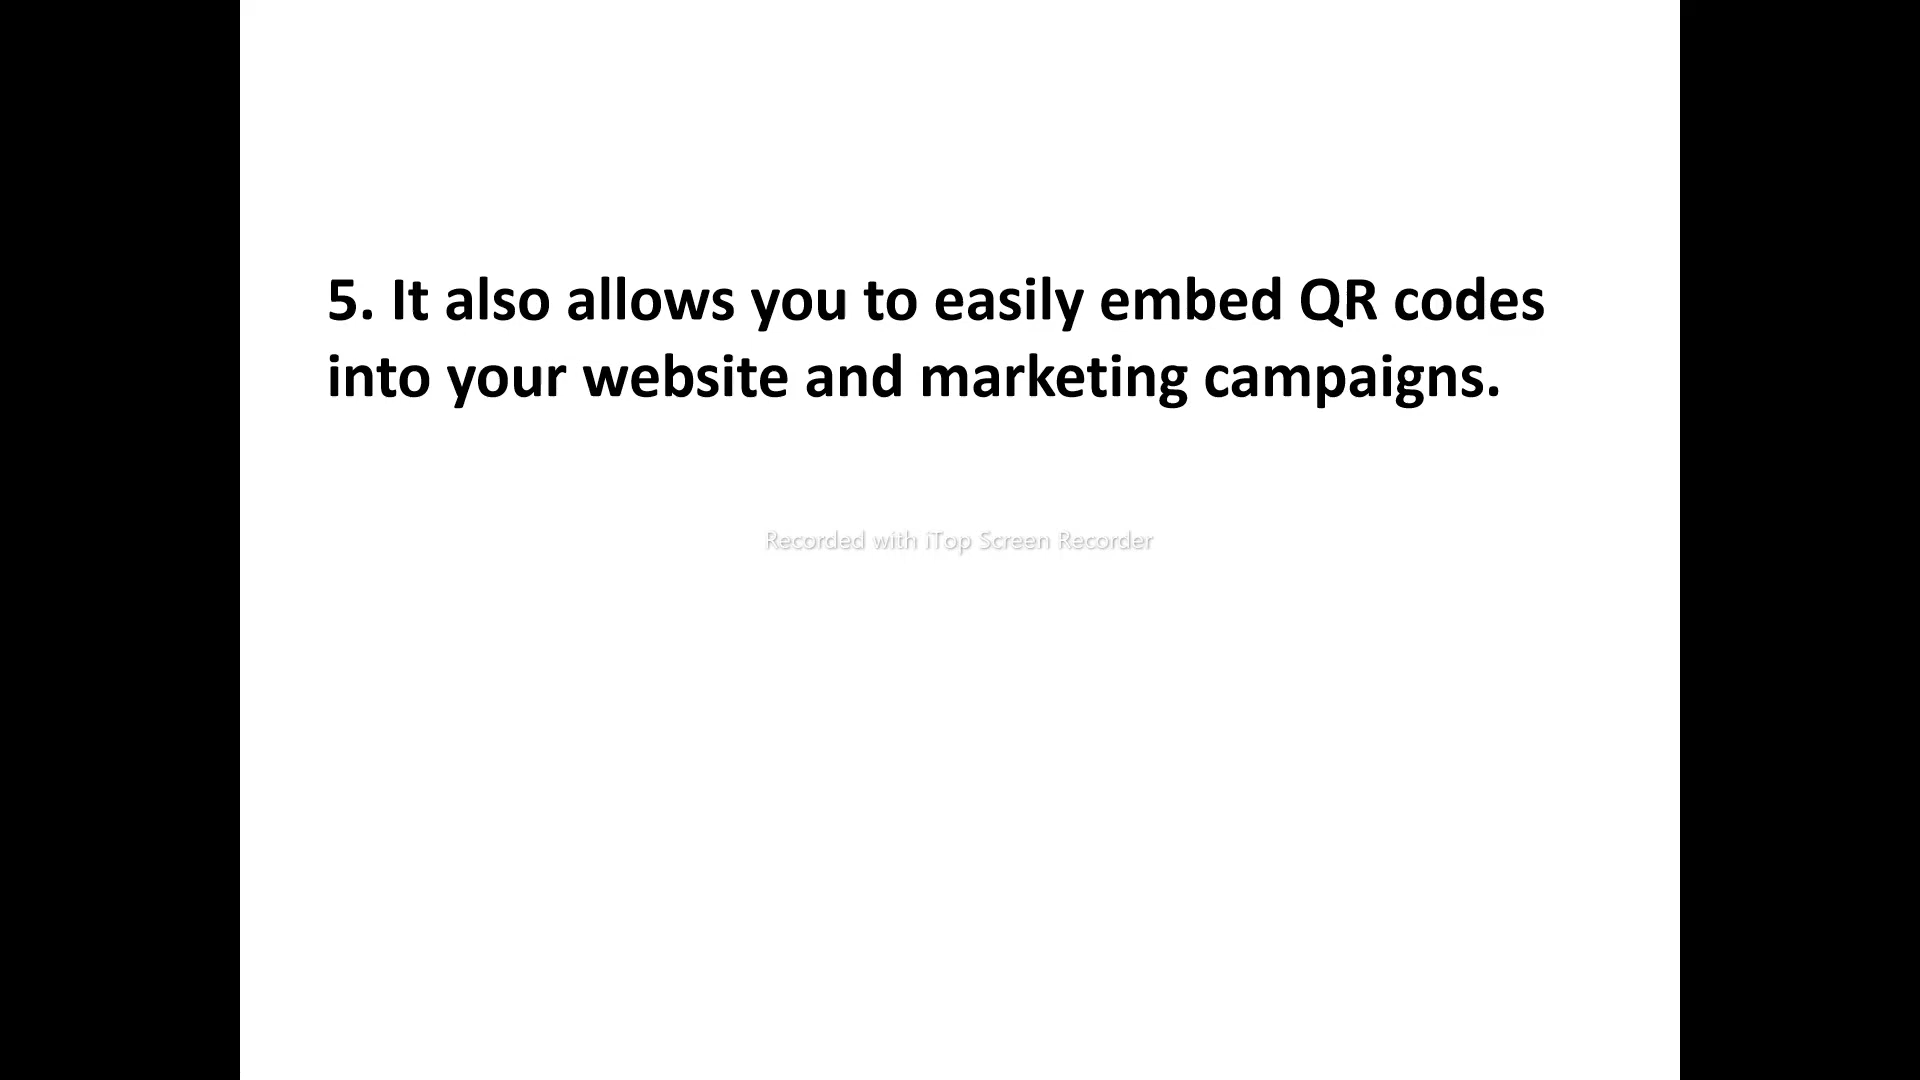 5. It also allows you to easily embed QR codes
into your website and marketing campaigns.
Recorded with iTop Screen Recorder